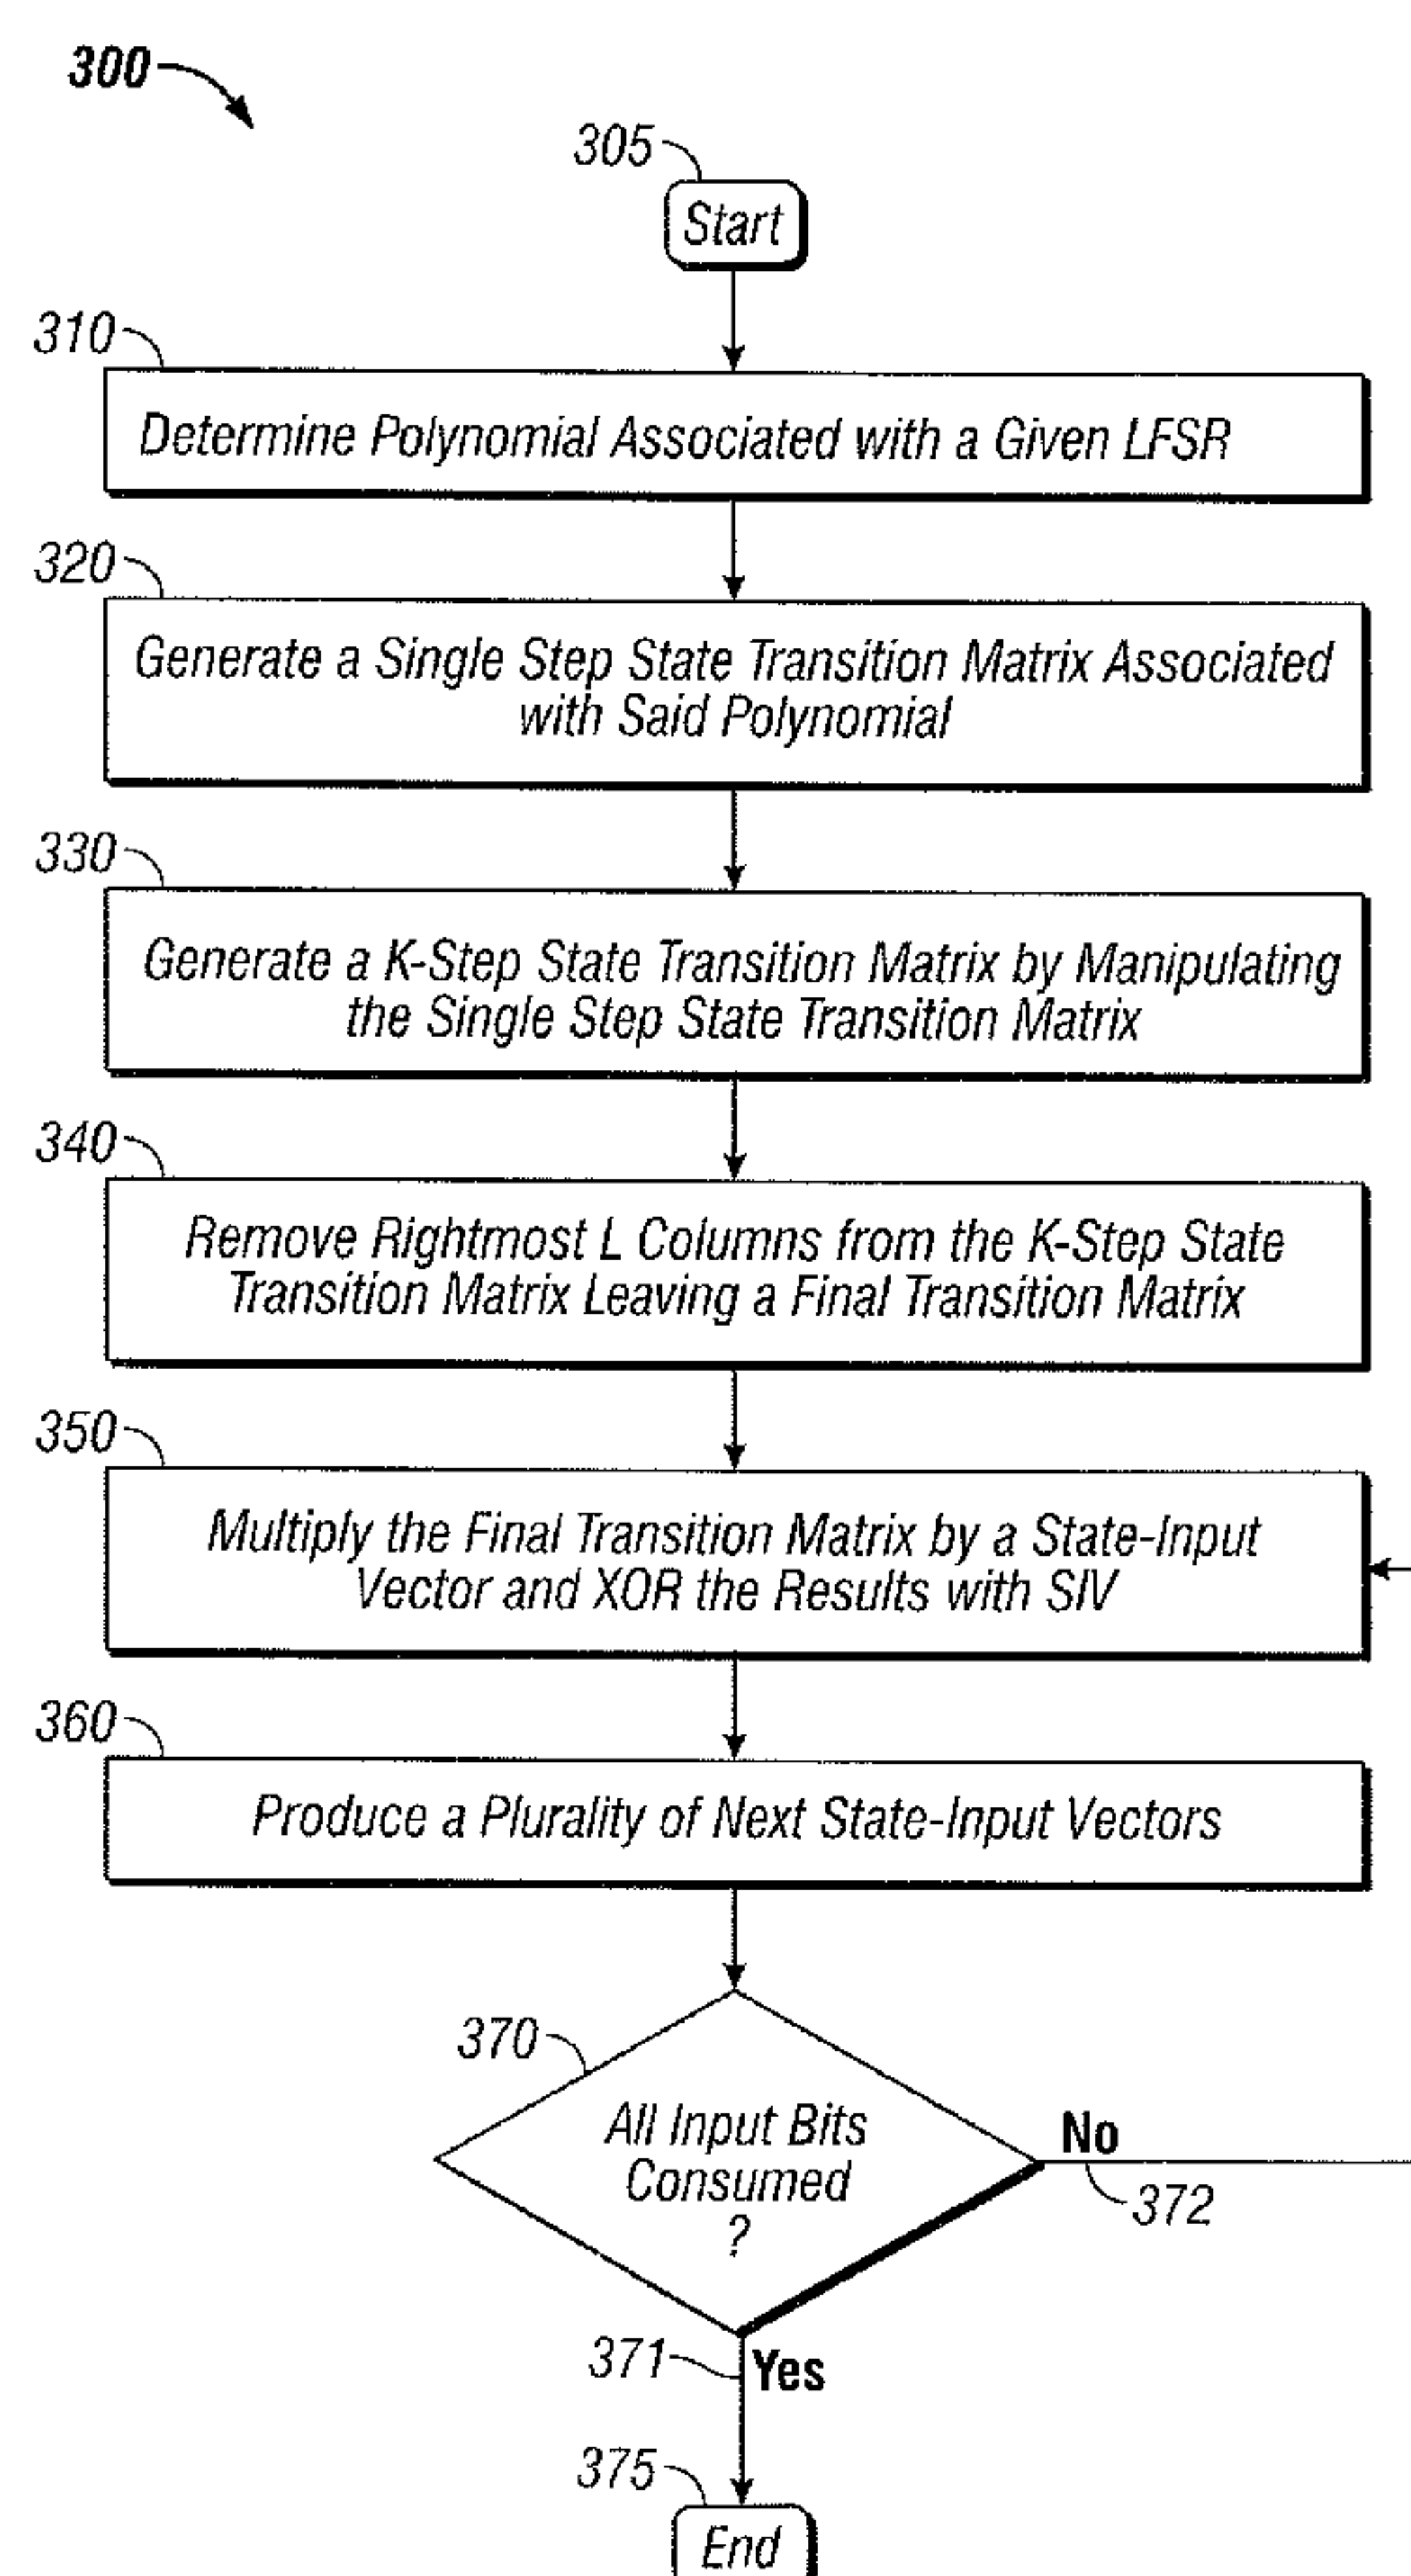 300
305
Start
310
Determine Polynomial Associated with a Given LFSR
320
Generate a Single Step State Transition Matrix Associated
with Said Polynomial
330
Generate a K-Step State Transition Matrix by Manipulating
the Single Step State Transition Matrix
340
Remove Rightmost L Columns from the K-Step State
Transition Matrix Leaving a Final Transition Matrix
350
Multiply the Final Transition Matrix by a State-Input
Vector and XOR the Results with SIV
360
Produce a Plurality of Next State-Input Vectors
370
All Input Bits
Consumed
?
No
372
371
Yes
375
End